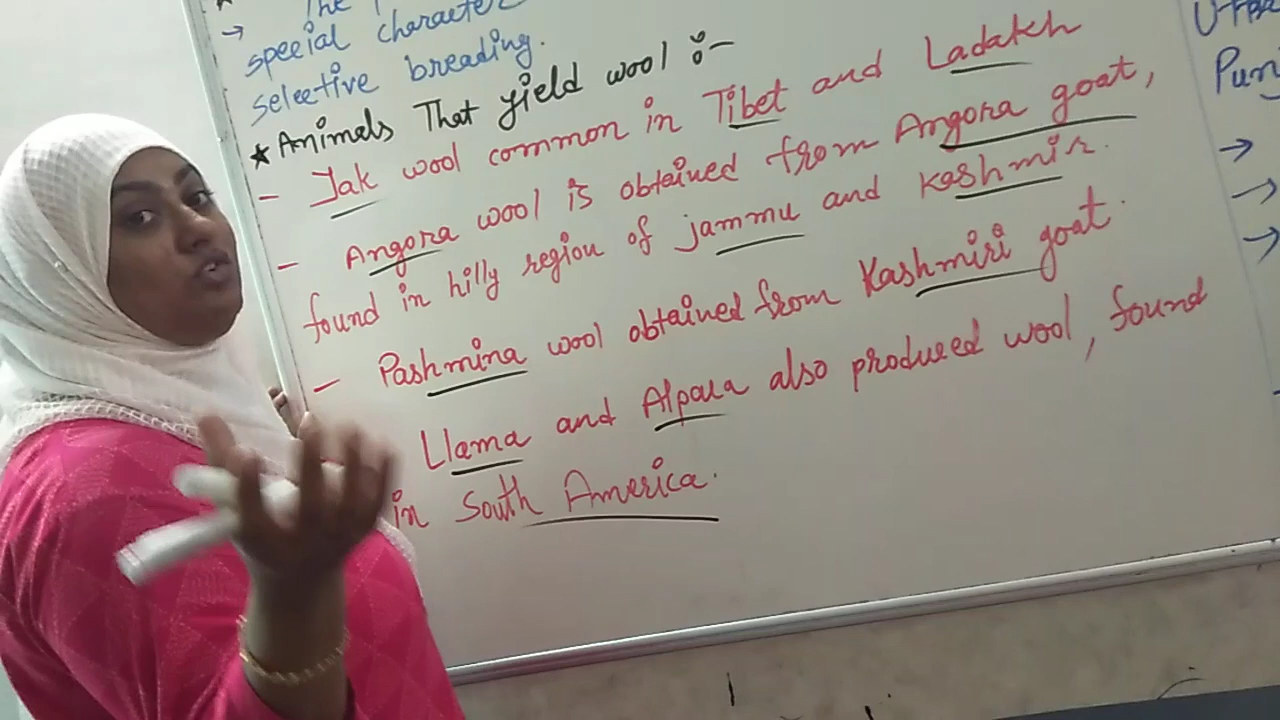 The
→ special character
selective breading.
★ Animals That yield wool :-
- Yak wool common in Tibet and Ladakh
- Angora wool is obtained from Angora goat,
found in hilly region of jammu and kashmir.
- Pashmina wool obtained from Kashmiri goat.
Llama and Alpaca also produced wool, found
in South America.
→
→
→